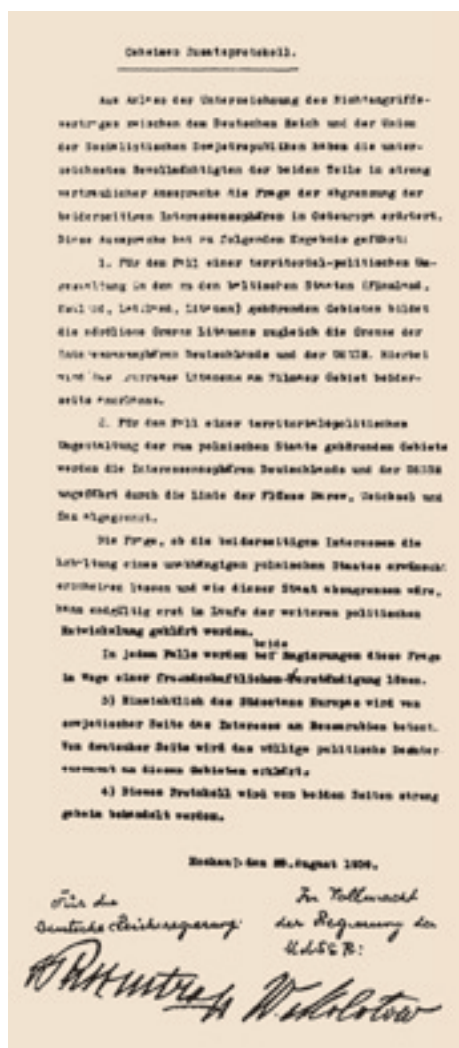 Geheimes Zusatzprotokoll.
Aus Anlass der Unterzeichnung des Nichtangriffs-
vertrages zwischen dem Deutschen Reich und der Union
der Sozialistischen Sowjetrepubliken haben die unter-
zeichneten Bevollmächtigten der beiden Teile in streng
vertraulicher Aussprache die Frage der Abgrenzung der
beiderseitigen Interessensphären in Osteuropa erörtert.
Diese Aussprache hat zu folgendem Ergebnis geführt:
1. Für den Fall einer territorial-politischen Um-
gestaltung in den zu den baltischen Staaten (Finnland,
Estland, Lettland, Litauen) gehörenden Gebieten bildet
die nördliche Grenze Litauens zugleich die Grenze der
Interessensphären Deutschlands und der UdSSR. Hierbei
wird das Interesse Litauens am Wilnaer Gebiet beider-
seits anerkannt.
2. Für den Fall einer territorial-politischen
Umgestaltung der zum polnischen Staate gehörenden Gebiete
werden die Interessensphären Deutschlands und der UdSSR
ungefähr durch die Linie der Flüsse Narew, Weichsel und
San abgegrenzt.
Die Frage, ob die beiderseitigen Interessen die
Erhaltung eines unabhängigen polnischen Staates erwünscht
erscheinen lassen und wie dieser Staat abzugrenzen wäre,
kann endgültig erst im Laufe der weiteren politischen
Entwickelung geklärt werden.
beide
In jedem Falle werden Regierungen diese Frage
im Wege einer freundschaftlichen Verständigung lösen.
3) Hinsichtlich des Südostens Europas wird von
sowjetischer Seite das Interesse an Bessarabien betont.
Von deutscher Seite wird das völlige politische Desinter-
essement an diesen Gebieten erklärt.
4) Dieses Protokoll wird von beiden Seiten streng
geheim behandelt werden.
Moskau, den 23. August 1939.
Für die
Deutsche Reichsregierung:
Ribbentrop
In Vollmacht
der Regierung der
UdSSR:
W. Molotow